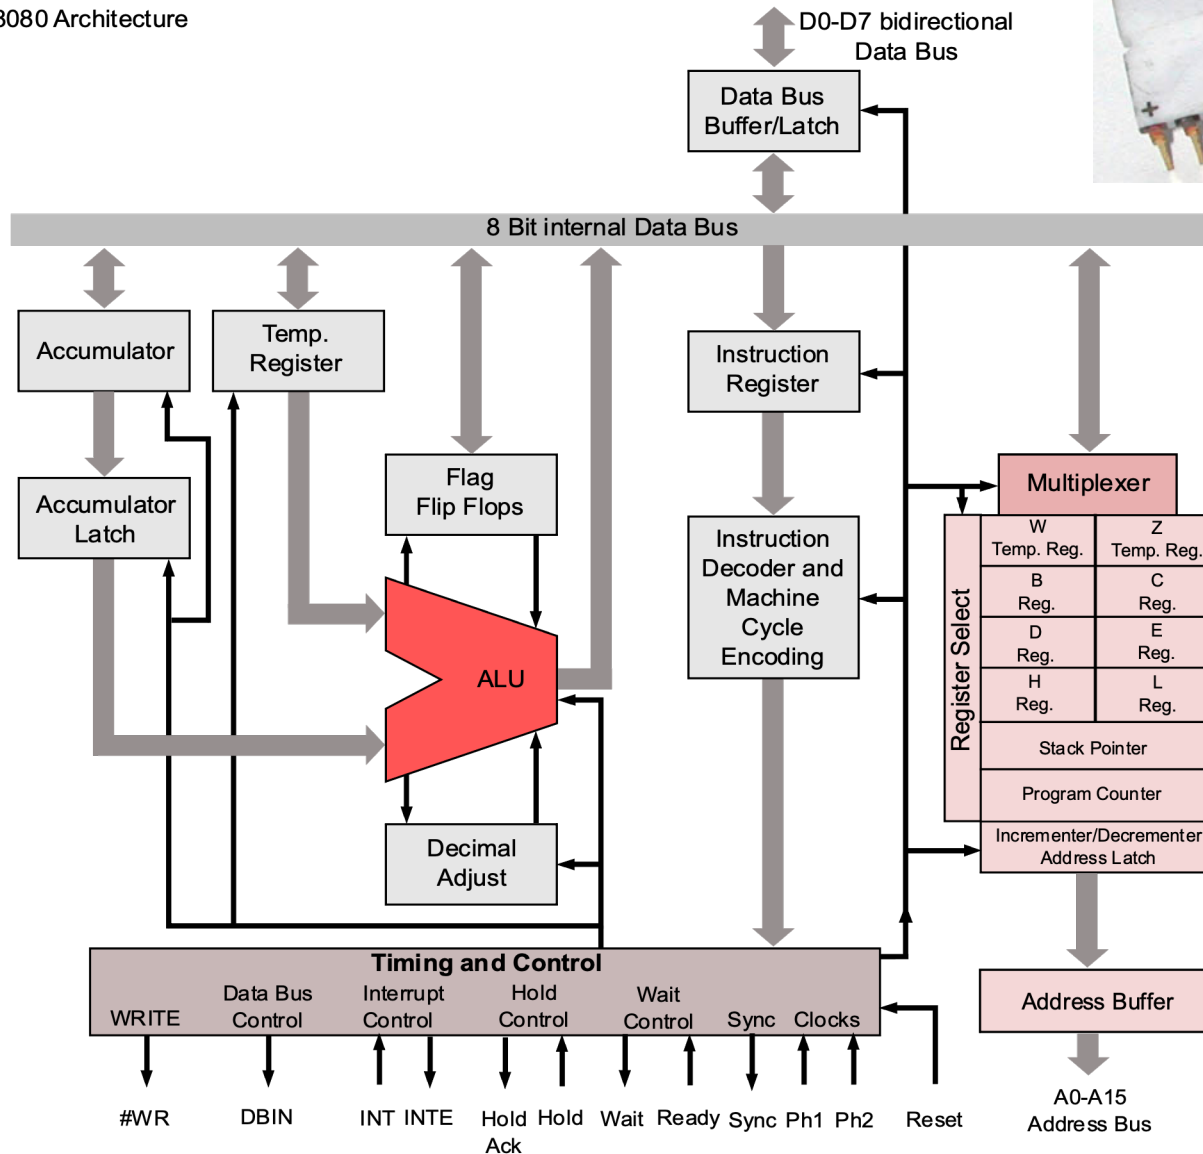 8080 Architecture
D0-D7 bidirectional
Data Bus
Data Bus
Buffer/Latch
+
8 Bit internal Data Bus
Accumulator
Temp.
Register
Instruction
Register
Accumulator
Latch
Flag
Flip Flops
Multiplexer
Instruction
Decoder and
Machine
Cycle
Encoding
Register Select
W
Temp. Reg.
Z
Temp. Reg.
B
Reg.
C
Reg.
D
Reg.
E
Reg.
H
Reg.
L
Reg.
Stack Pointer
Program Counter
Incrementer/Decrementer
Address Latch
ALU
Decimal
Adjust
Timing and Control
WRITE
Data Bus
Control
Interrupt
Control
Hold
Control
Wait
Control
Sync
Clocks
Address Buffer
#WR
DBIN
INT
INTE
Hold
Ack
Hold
Wait
Ready
Sync
Ph1
Ph2
Reset
A0-A15
Address Bus